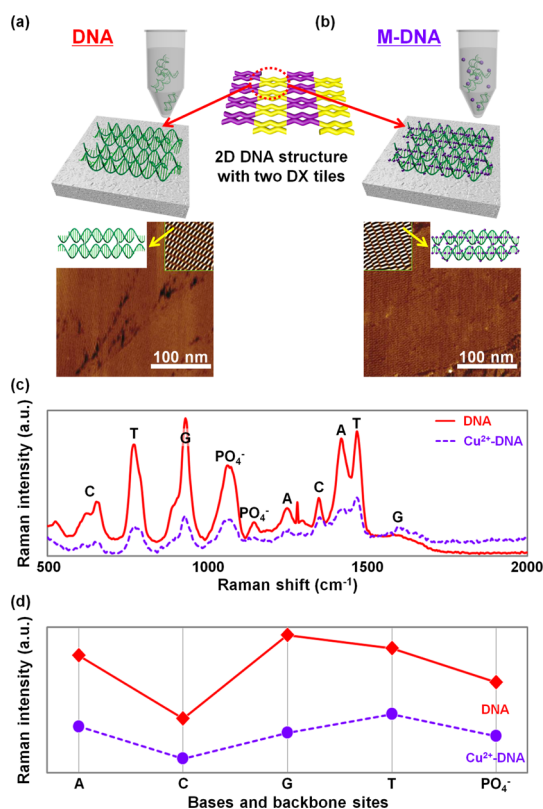 (a)
(b)
DNA
M-DNA
2D DNA structure
with two DX tiles
100 nm
100 nm
(c)
Raman intensity (a.u.)
C
T
G
PO₄⁻
PO₄⁻
A
C
A
T
G
DNA
Cu²⁺-DNA
500
1000
1500
2000
Raman shift (cm⁻¹)
(d)
Raman intensity (a.u.)
DNA
Cu²⁺-DNA
A
C
G
T
PO₄⁻
Bases and backbone sites